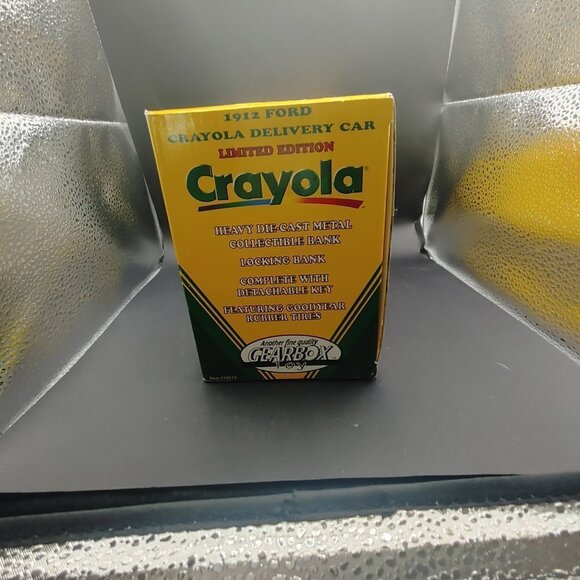 1912 FORD
CRAYOLA DELIVERY CAR
LIMITED EDITION
Crayola®
HEAVY DIE-CAST METAL
COLLECTIBLE BANK
LOCKING BANK
COMPLETE WITH
DETACHABLE KEY
FEATURING GOODYEAR
RUBBER TIRES
Another fine quality
GEARBOX
TOY